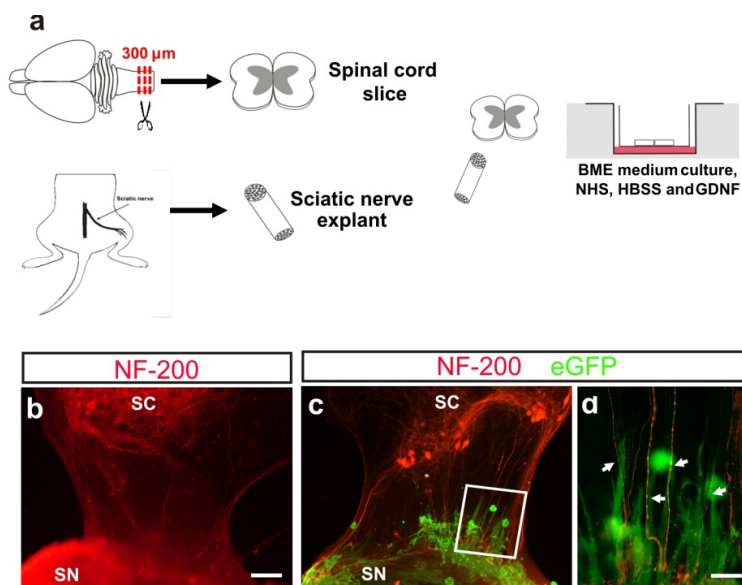 a
300 µm
Spinal cord
slice
Sciatic nerve
Sciatic nerve
explant
BME medium culture,
NHS, HBSS and GDNF
NF-200
NF-200 eGFP
b
SC
SN
c
SC
SN
d